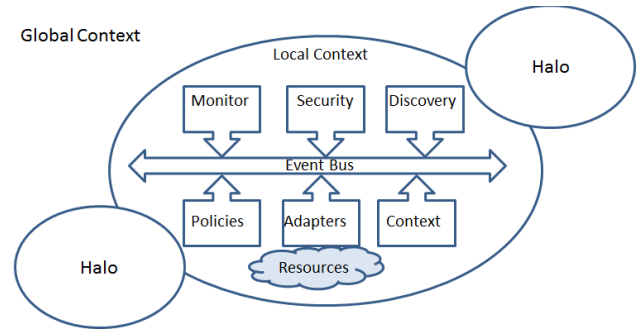 Global Context
Local Context
Halo
Monitor
Security
Discovery
Event Bus
Policies
Adapters
Context
Halo
Resources